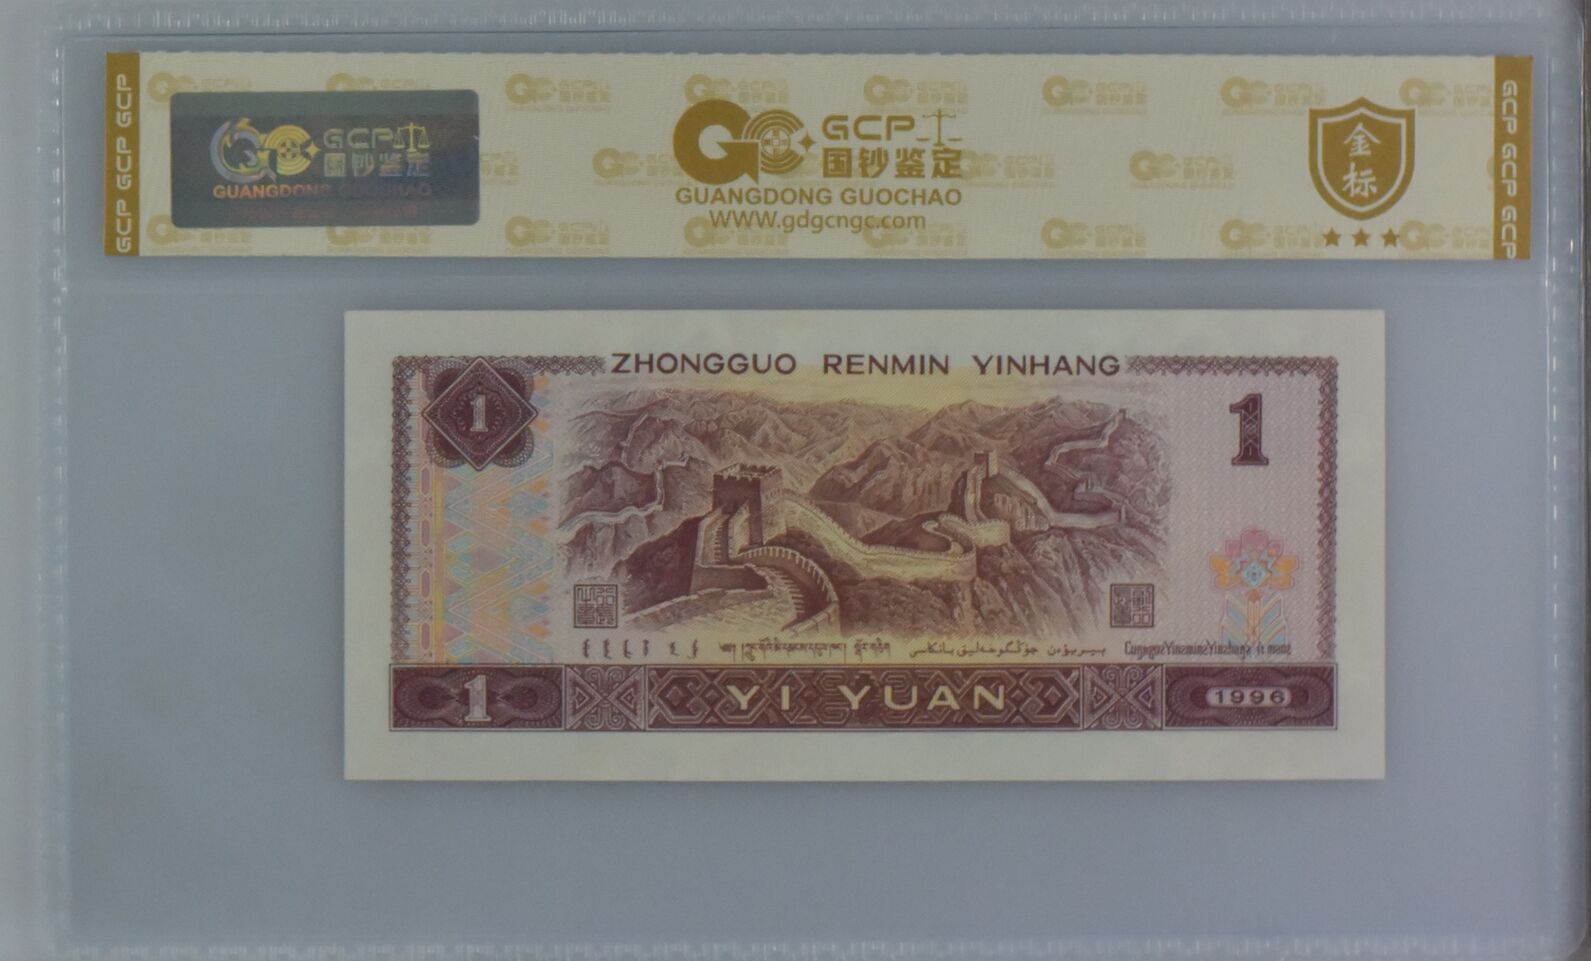 GCP GCP GCP
GCP
国钞鉴定
GUANGDONG GUOCHAO
GCP
国钞鉴定
GUANGDONG GUOCHAO
WWW.gdgcngc.com
金标
GCP GCP GCP
ZHONGGUO RENMIN YINHANG
1
1
1
YI YUAN
1996